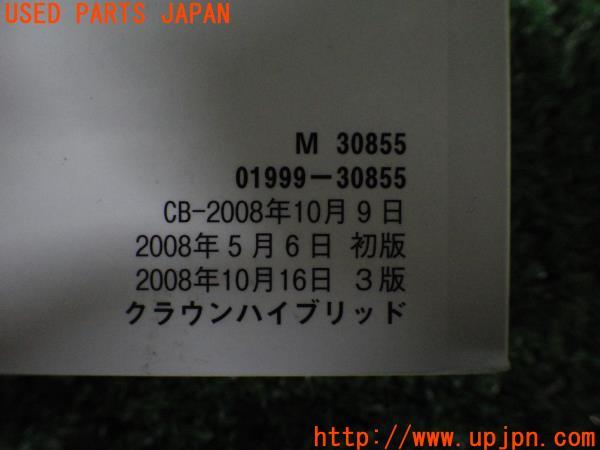 USED PARTS JAPAN
M 30855
01999-30855
CB-2008年10月9日
2008年5月6日 初版
2008年10月16日 3版
クラウンハイブリッド
http://www.upjpn.com/